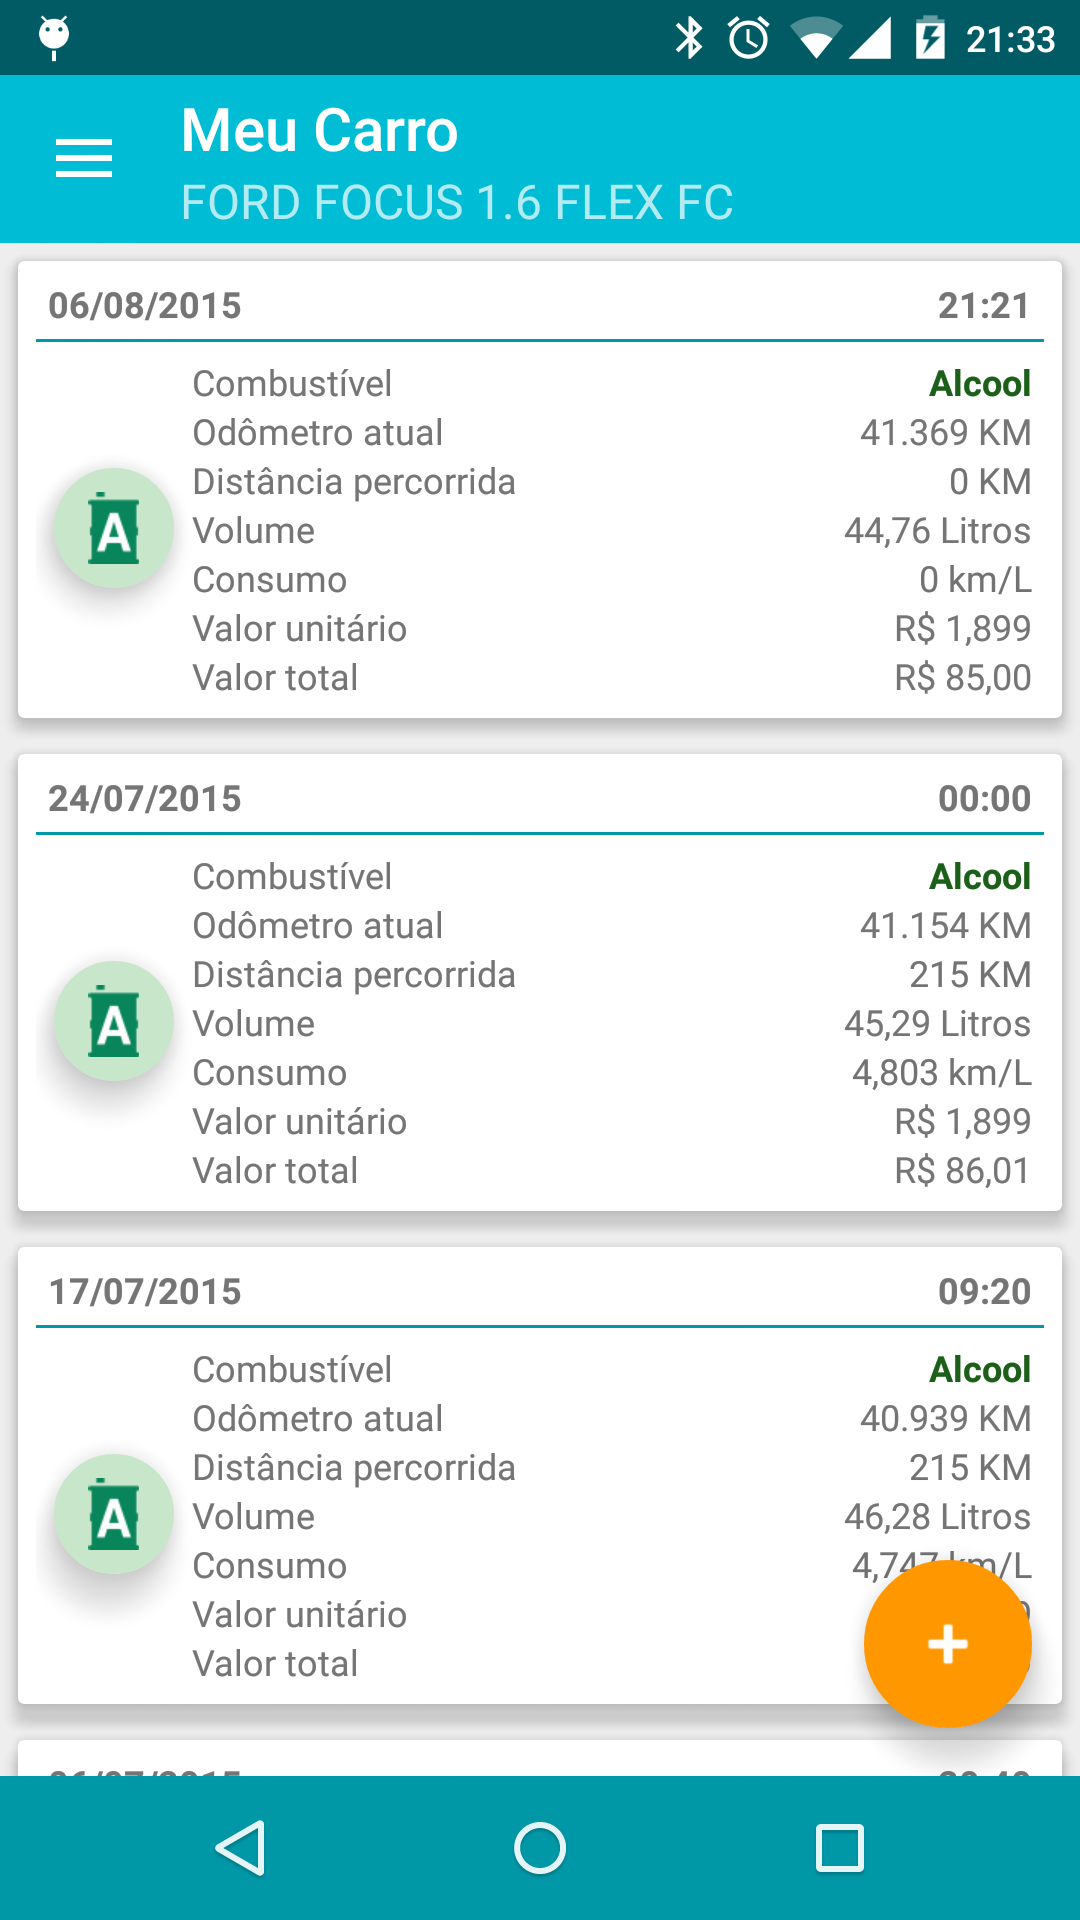 21:33
Meu Carro
FORD FOCUS 1.6 FLEX FC
06/08/2015 21:21
Combustível Alcool
Odômetro atual 41.369 KM
Distância percorrida 0 KM
A
Volume 44,76 Litros
Consumo 0 km/L
Valor unitário R$ 1,899
Valor total R$ 85,00
24/07/2015 00:00
Combustível Alcool
Odômetro atual 41.154 KM
Distância percorrida 215 KM
A
Volume 45,29 Litros
Consumo 4,803 km/L
Valor unitário R$ 1,899
Valor total R$ 86,01
17/07/2015 09:20
Combustível Alcool
Odômetro atual 40.939 KM
Distância percorrida 215 KM
A
Volume 46,28 Litros
Consumo 4,747 km/L
Valor unitário
Valor total